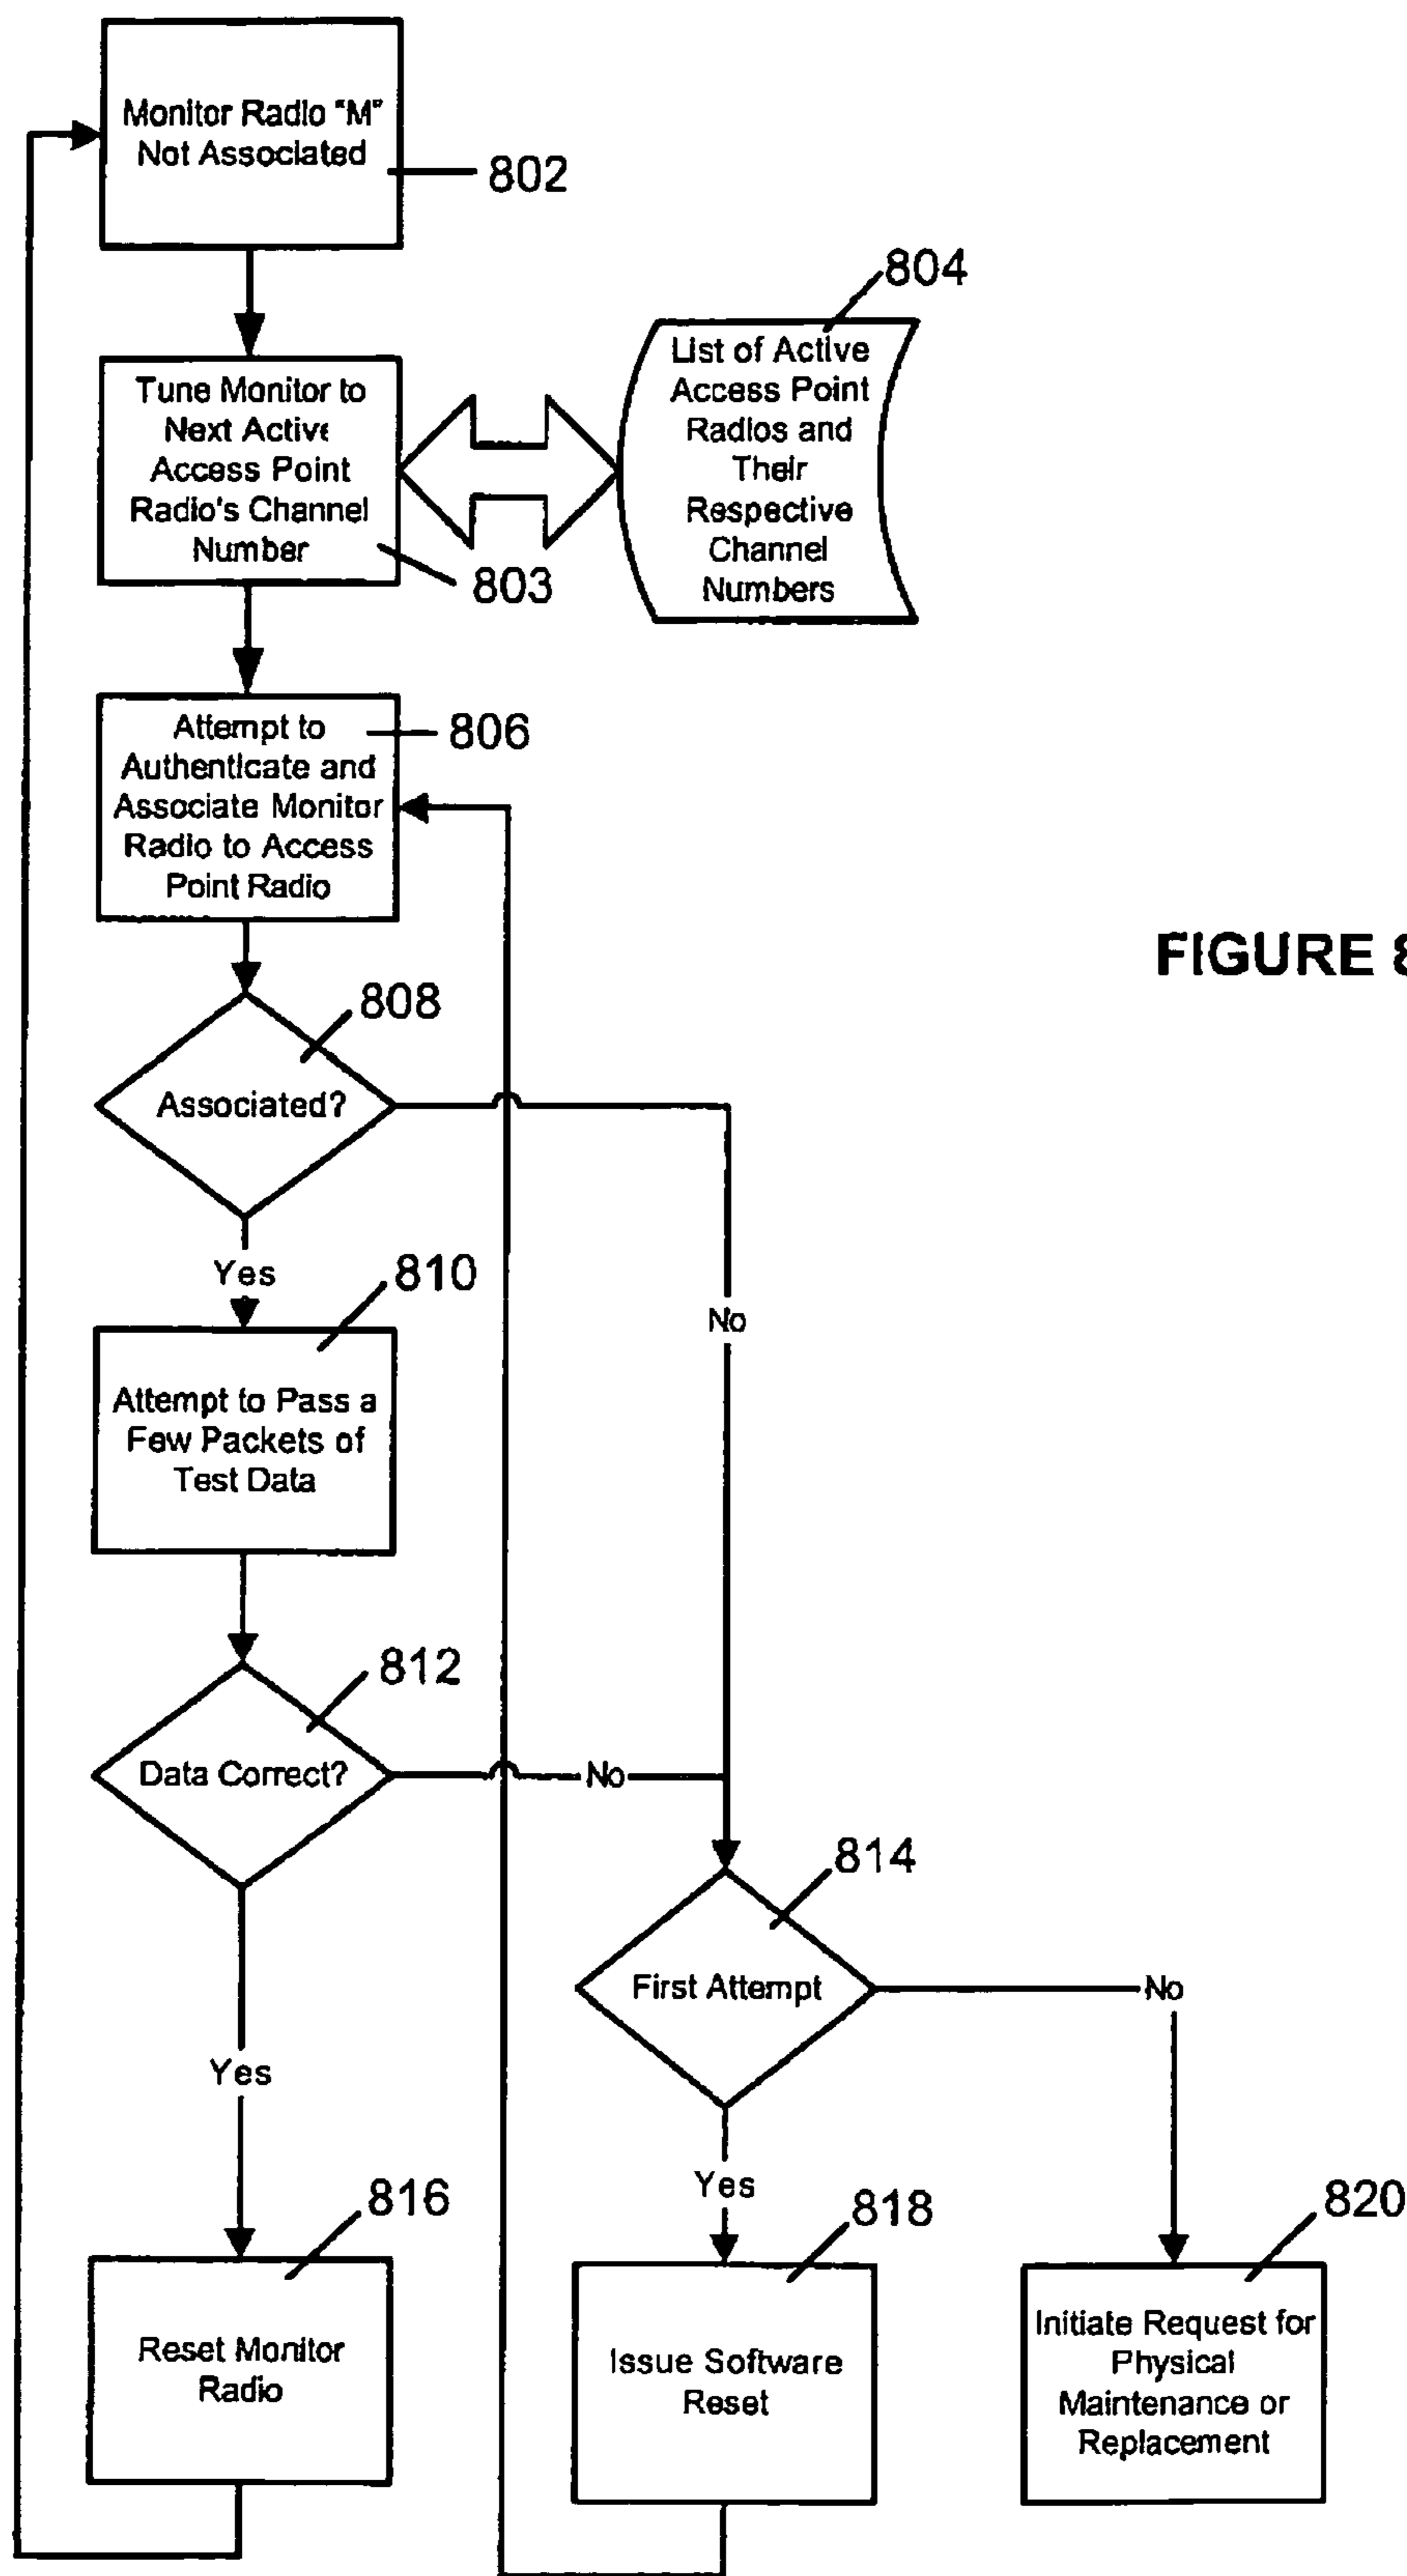 Monitor Radio "M"
Not Associated
802
804
Tune Monitor to
Next Active
Access Point
Radio's Channel
Number
803
List of Active
Access Point
Radios and
Their
Respective
Channel
Numbers
Attempt to
Authenticate and
Associate Monitor
Radio to Access
Point Radio
806
FIGURE 8
808
Associated?
Yes
No
810
Attempt to Pass a
Few Packets of
Test Data
812
Data Correct?
No
814
First Attempt
No
Yes
Yes
816
818
820
Reset Monitor
Radio
Issue Software
Reset
Initiate Request for
Physical
Maintenance or
Replacement